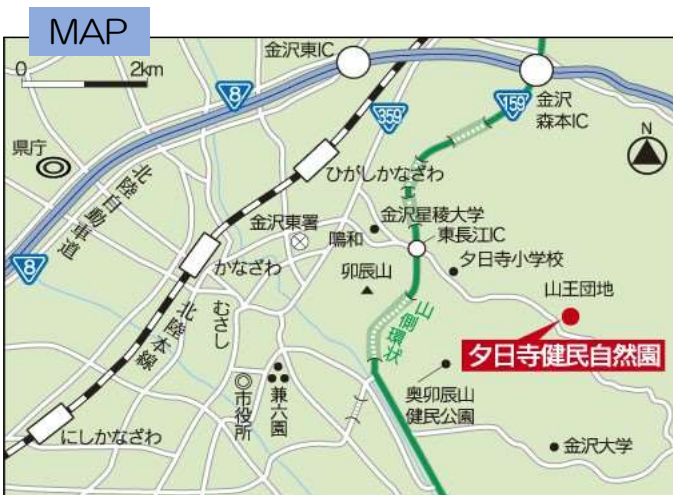 MAP
0 2km
金沢東IC
8
359
159
金沢
森本IC
N
県庁
北陸自動車道
ひがしかなざわ
金沢星稜大学
金沢東署
鳴和
東長江IC
夕日寺小学校
かなざわ
卯辰山
山王団地
8
北陸本線
むさし
山側環状
夕日寺健民自然園
市役所
兼六園
奥卯辰山
健民公園
にしかなざわ
金沢大学